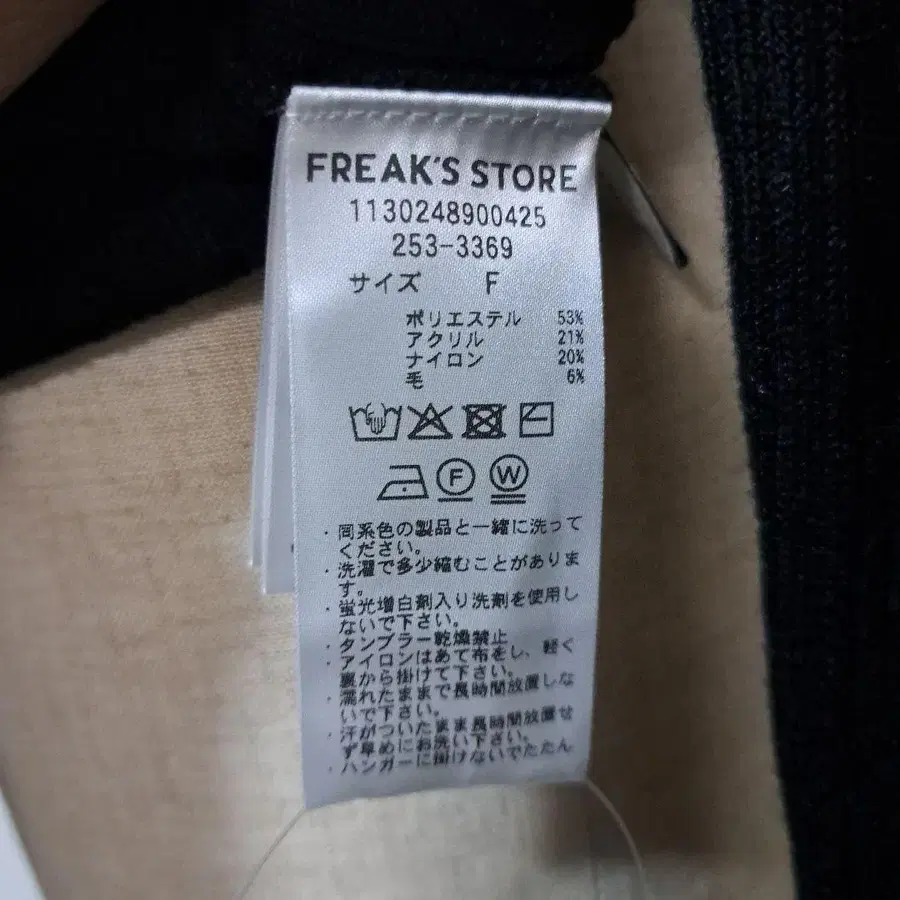 FREAK'S STORE
1130248900425
253-3369
サイズ F
ポリエステル 53%
アクリル 21%
ナイロン 20%
毛 6%
F W
・同系色の製品と一緒に洗って
ください。
・洗濯で多少縮むことがありま
す。
・蛍光増白剤入り洗剤を使用し
ないで下さい。
・タンブラー乾燥禁止
・アイロンはあて布をし、軽く
裏から掛けて下さい。
・濡れたままで長時間放置しな
いで下さい。
・汗がついたまま長時間放置せ
ず早めにお洗い下さい。
・ハンガーに掛けないでたたん